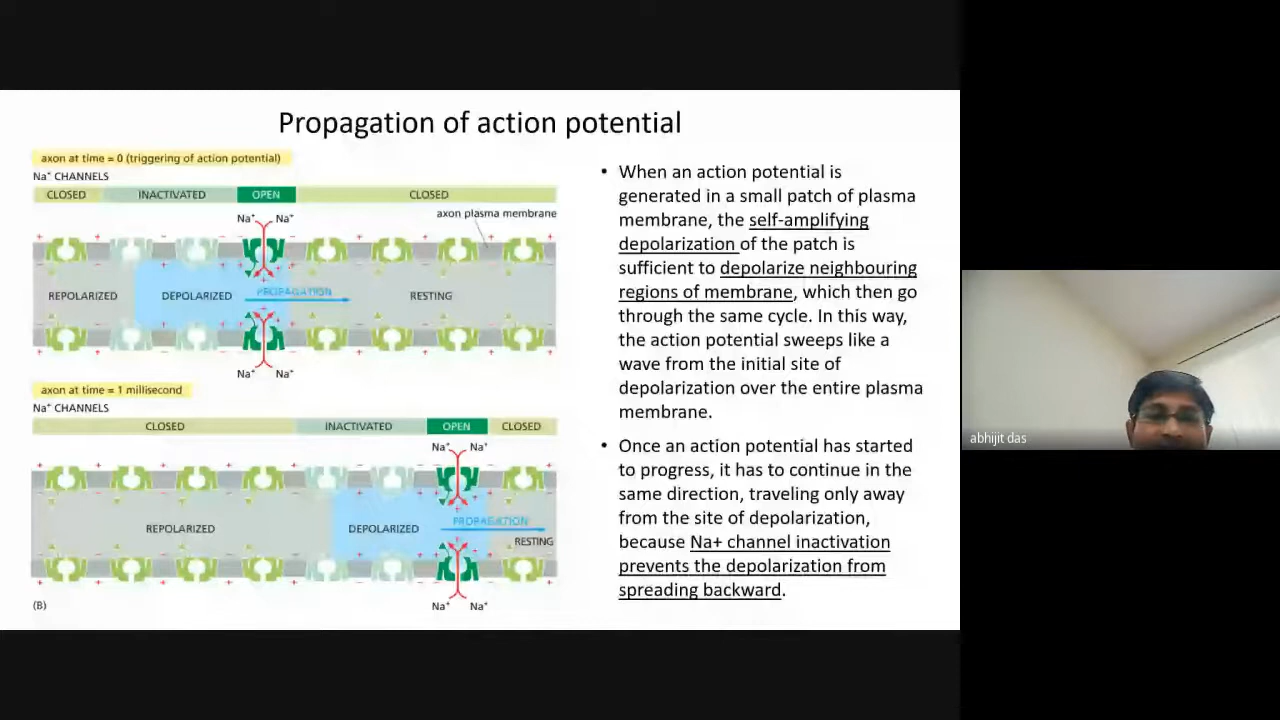 Propagation of action potential
axon at time = 0 (triggering of action potential)
Na⁺ CHANNELS
CLOSED INACTIVATED OPEN CLOSED
Na⁺ Na⁺
axon plasma membrane
REPOLARIZED DEPOLARIZED PROPAGATION RESTING
Na⁺ Na⁺
axon at time = 1 millisecond
Na⁺ CHANNELS
CLOSED INACTIVATED OPEN CLOSED
Na⁺ Na⁺
PROPAGATION
REPOLARIZED DEPOLARIZED
RESTING
Na⁺ Na⁺
(B)
• When an action potential is
generated in a small patch of plasma
membrane, the self-amplifying
depolarization of the patch is
sufficient to depolarize neighbouring
regions of membrane, which then go
through the same cycle. In this way,
the action potential sweeps like a
wave from the initial site of
depolarization over the entire plasma
membrane.
• Once an action potential has started
to progress, it has to continue in the
same direction, traveling only away
from the site of depolarization,
because Na+ channel inactivation
prevents the depolarization from
spreading backward.
abhijit das